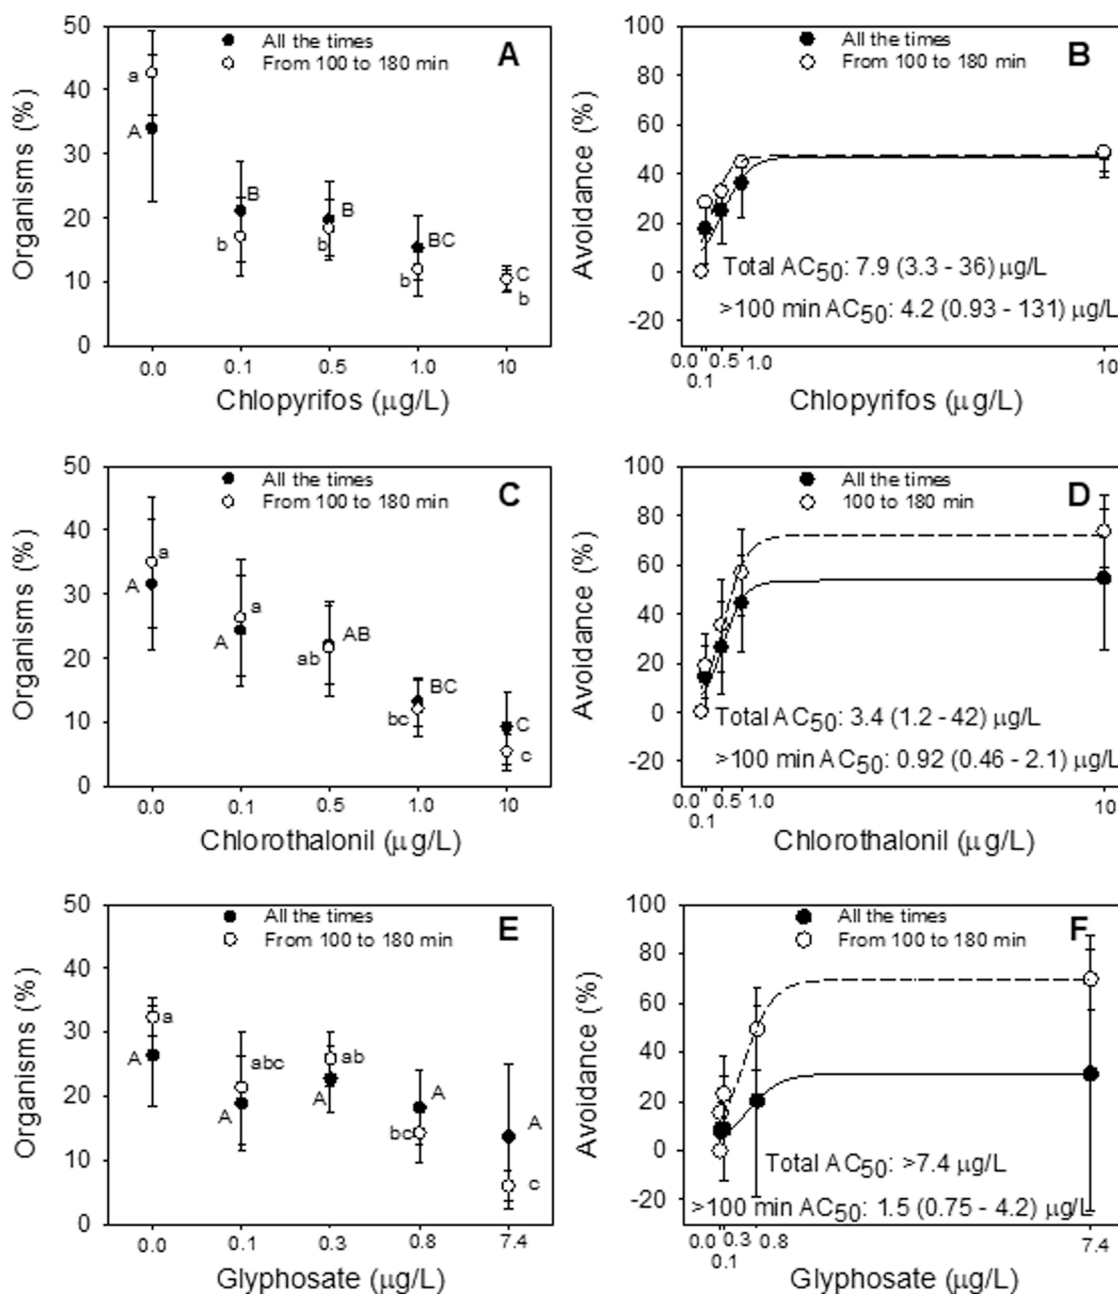 50
40
30
20
10
0
Organisms (%)
All the times
From 100 to 180 min
A
a
A
B
b
B
b
BC
b
C
b
0.0 0.1 0.5 1.0 10
Chlopyrifos (μg/L)
100
80
60
40
20
0
-20
Avoidance (%)
All the times
From 100 to 180 min
B
Total AC50: 7.9 (3.3 - 36) μg/L
>100 min AC50: 4.2 (0.93 - 131) μg/L
0.0 0.5 1.0 10
0.1
Chlopyrifos (μg/L)
50
40
30
20
10
0
Organisms (%)
All the times
From 100 to 180 min
C
a
A
a
A
AB
ab
BC
bc
C
c
0.0 0.1 0.5 1.0 10
Chlorothalonil (μg/L)
100
80
60
40
20
0
-20
Avoidance (%)
All the times
100 to 180 min
D
Total AC50: 3.4 (1.2 - 42) μg/L
>100 min AC50: 0.92 (0.46 - 2.1) μg/L
0.0 0.5 1.0 10
0.1
Chlorothalonil (μg/L)
50
40
30
20
10
0
Organisms (%)
All the times
From 100 to 180 min
E
a
A
abc
A
ab
A
A
bc
A
c
0.0 0.1 0.3 0.8 7.4
Glyphosate (μg/L)
100
80
60
40
20
0
-20
Avoidance (%)
All the times
From 100 to 180 min
F
Total AC50: >7.4 μg/L
>100 min AC50: 1.5 (0.75 - 4.2) μg/L
0.0 0.3 0.8 7.4
0.1
Glyphosate (μg/L)